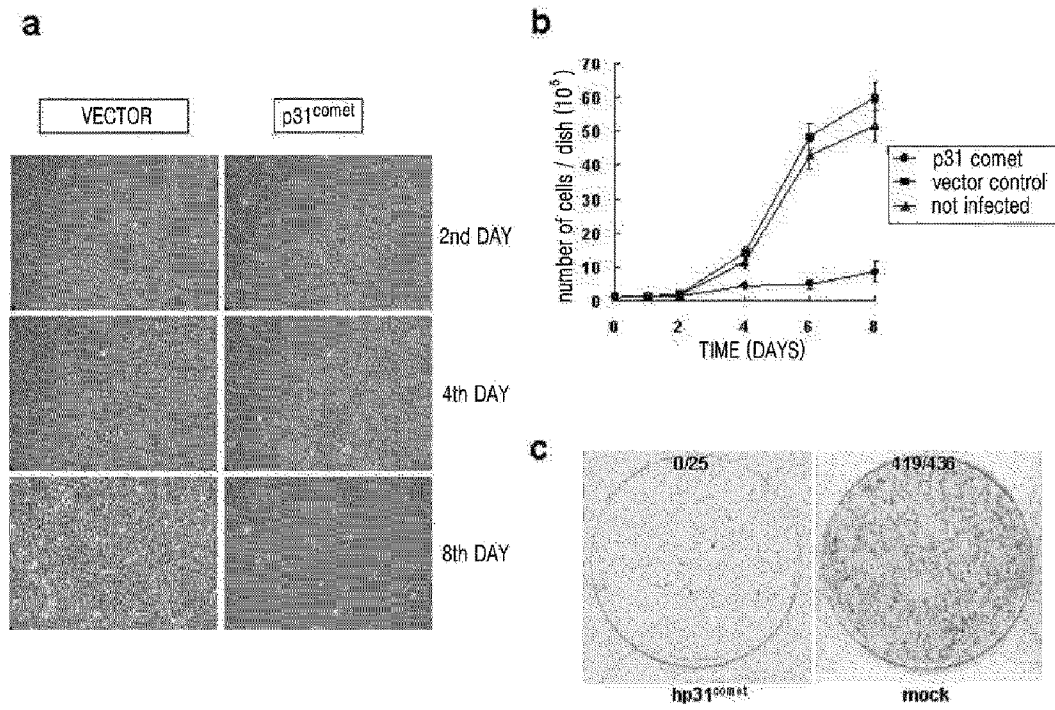 a
VECTOR
p31comet
2nd DAY
4th DAY
8th DAY
b
number of cells / dish (10^5)
70
60
50
40
30
20
10
0
0 2 4 6 8
TIME (DAYS)
p31 comet
vector control
not infected
c
0/25
419/436
hp31comet
mock